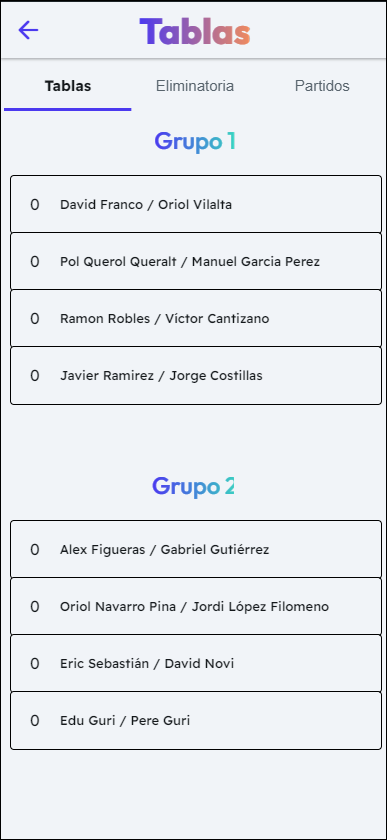 Tablas
Tablas Eliminatoria Partidos
Grupo 1
0 David Franco / Oriol Vilalta
0 Pol Querol Queralt / Manuel Garcia Perez
0 Ramon Robles / Víctor Cantizano
0 Javier Ramirez / Jorge Costillas
Grupo 2
0 Alex Figueras / Gabriel Gutiérrez
0 Oriol Navarro Pina / Jordi López Filomeno
0 Eric Sebastián / David Novi
0 Edu Guri / Pere Guri